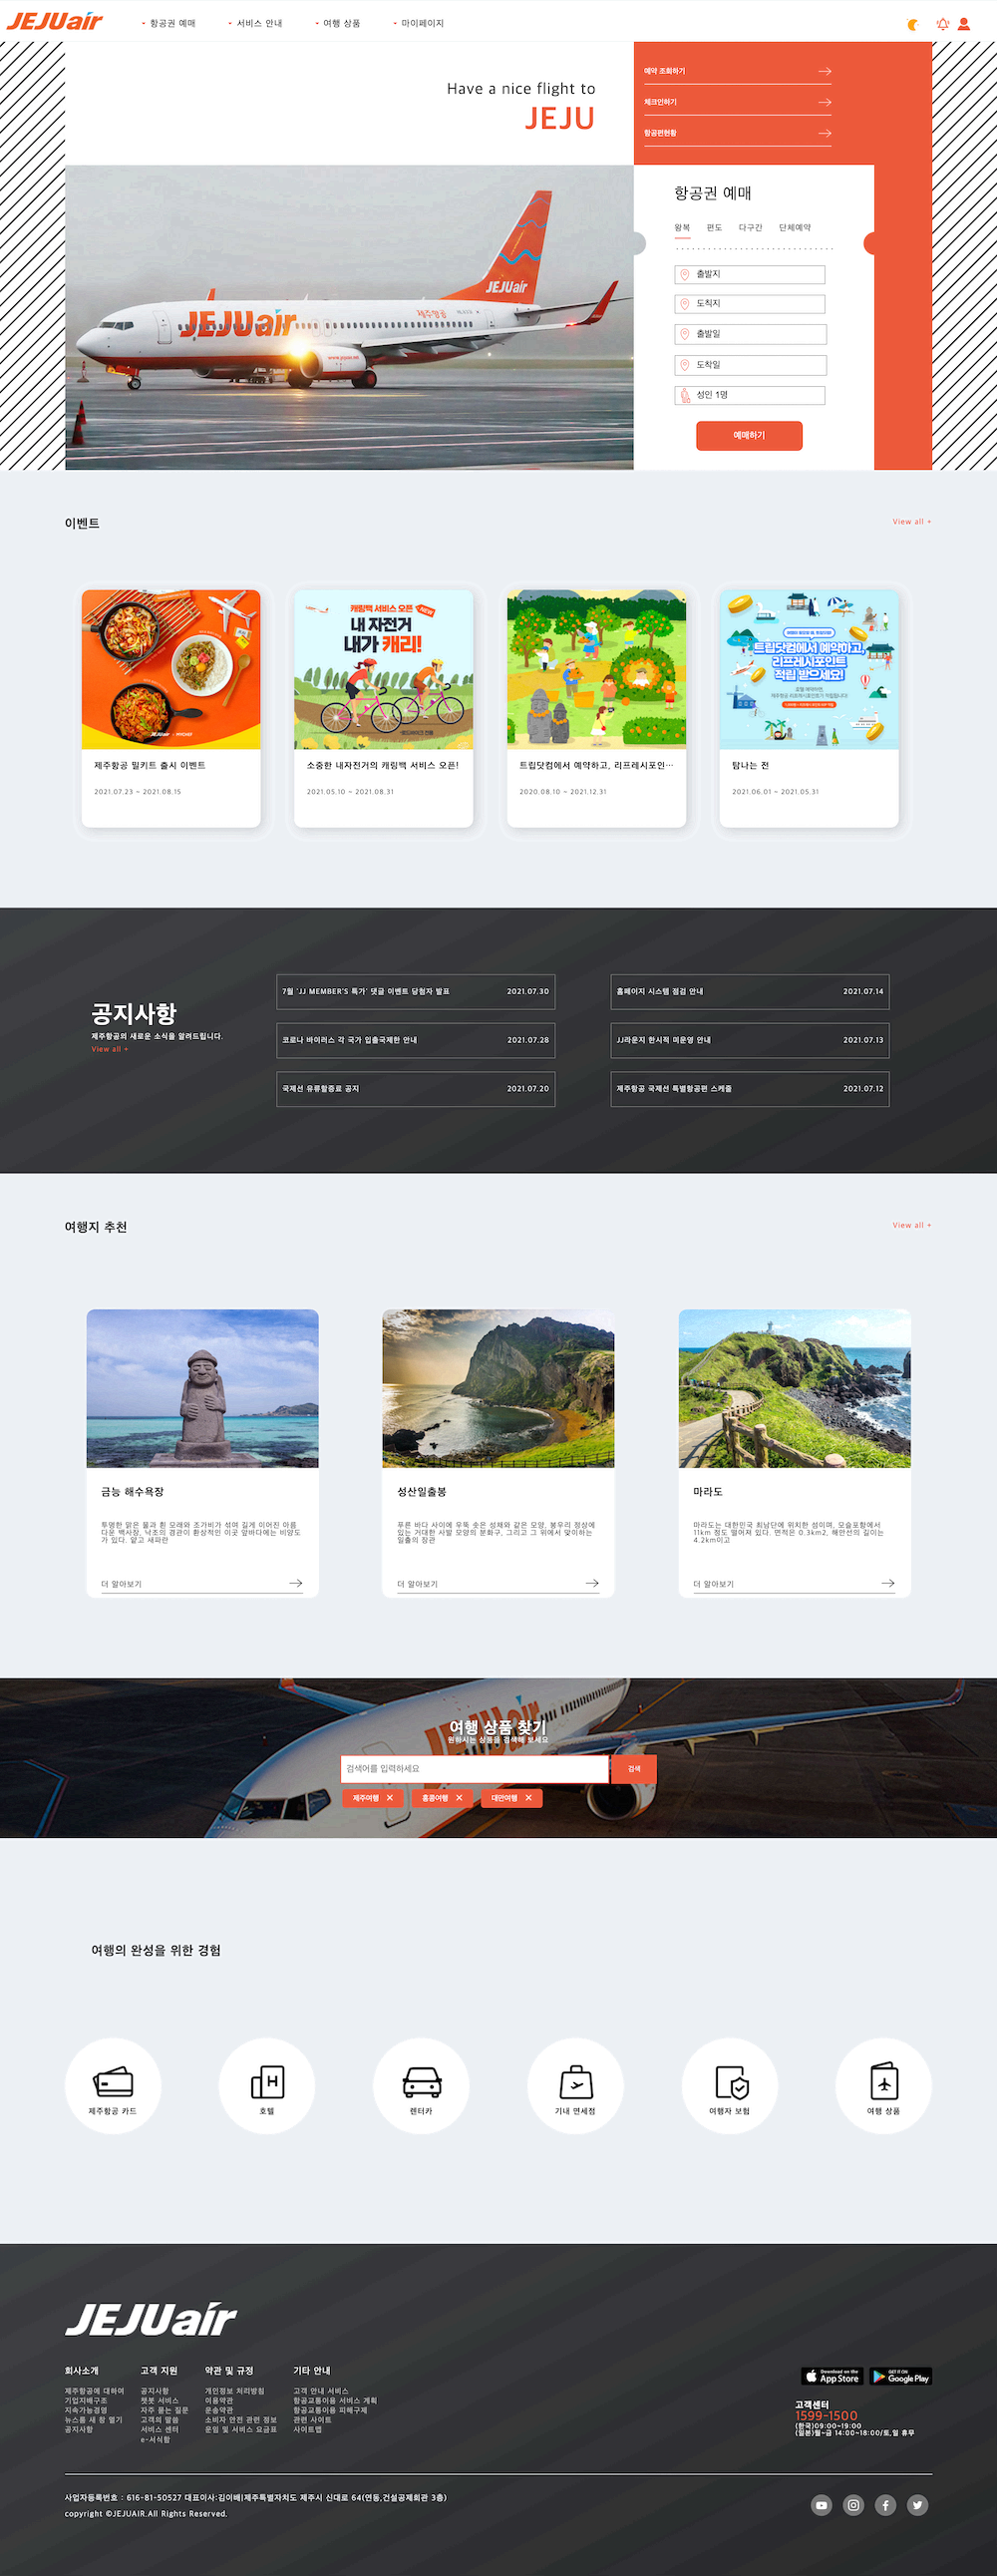 JEJUair
항공권 예매
서비스 안내
여행 상품
마이페이지
Have a nice flight to
JEJU
예약 조회하기
체크인하기
항공편현황
JEJUair
JEJUair
제주항공
www.jejuair.net
항공권 예매
왕복 편도 다구간 단체예약
출발지
도착지
출발일
도착일
성인 1명
예매하기
이벤트
View all +
캐링백 서비스 오픈 NEW
내 자전거
내가 캐리!
트립닷컴에서 예약하고,
리프레시포인트
적립 받으세요!
제주항공 밀키트 출시 이벤트
2021.07.23 ~ 2021.08.15
소중한 내자전거의 캐링백 서비스 오픈!
2021.05.10 ~ 2021.08.31
트립닷컴에서 예약하고, 리프레시포인...
2020.08.10 ~ 2021.12.31
탐나는 전
2021.06.01 ~ 2021.05.31
공지사항
제주항공의 새로운 소식을 알려드립니다.
View all +
7월 'JJ MEMBER'S 특가' 댓글 이벤트 당첨자 발표 2021.07.30
코로나 바이러스 각 국가 입출국제한 안내 2021.07.28
국제선 유류할증료 공지 2021.07.20
홈페이지 시스템 점검 안내 2021.07.14
JJ라운지 한시적 미운영 안내 2021.07.13
제주항공 국제선 특별항공편 스케줄 2021.07.12
여행지 추천
View all +
금능 해수욕장
투명한 맑은 물과 흰 모래와 조가비가 섞여 길게 이어진 아름
다운 백사장, 낙조의 경관이 환상적인 이곳 앞바다에는 비양도
가 있다. 얕고 새파란
더 알아보기
성산일출봉
푸른 바다 사이에 우뚝 솟은 성채와 같은 모양, 봉우리 정상에
있는 거대한 사발 모양의 분화구, 그리고 그 위에서 맞이하는
일출의 장관
더 알아보기
마라도
마라도는 대한민국 최남단에 위치한 섬이며, 모슬포항에서
11km 정도 떨어져 있다. 면적은 0.3km2, 해안선의 길이는
4.2km이고
더 알아보기
여행 상품 찾기
원하시는 상품을 검색해 보세요
검색어를 입력하세요
검색
제주여행 ✕
홍콩여행 ✕
대만여행 ✕
여행의 완성을 위한 경험
제주항공 카드
호텔
렌터카
기내 면세점
여행자 보험
여행 상품
JEJUair
회사소개
제주항공에 대하여
기업지배구조
지속가능경영
뉴스룸 새 창 열기
공지사항
고객 지원
공지사항
챗봇 서비스
자주 묻는 질문
고객의 말씀
서비스 센터
e-서식함
약관 및 규정
개인정보 처리방침
이용약관
운송약관
소비자 안전 관련 정보
운임 및 서비스 요금표
기타 안내
고객 안내 서비스
항공교통이용 서비스 계획
항공교통이용 피해구제
관련 사이트
사이트맵
Download on the
App Store
GET IT ON
Google Play
고객센터
1599-1500
(한국)09:00~19:00
(일본)월~금 14:00~18:00/토,일 휴무
사업자등록번호 : 616-81-50527 대표이사:김이배|제주특별자치도 제주시 신대로 64(연동,건설공제회관 3층)
copyright ©JEJUAIR.All Rights Reserved.